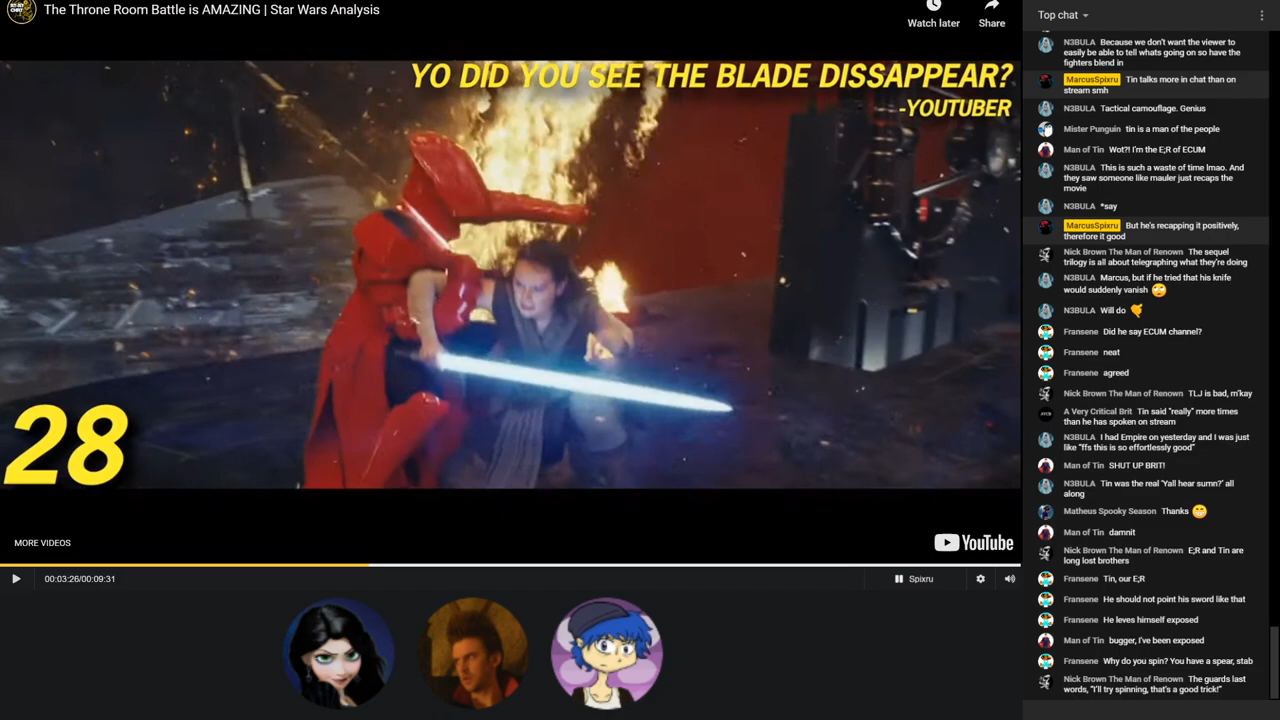 The Throne Room Battle is AMAZING | Star Wars Analysis
Watch later
Share
YO DID YOU SEE THE BLADE DISSAPPEAR?
-YOUTUBER
28
MORE VIDEOS
YouTube
00:03:26/00:09:31
Spixru
Top chat
N3BULA Because we don't want the viewer to
easily be able to tell whats going on so have the
fighters blend in
MarcusSpixru Tin talks more in chat than on
stream smh
N3BULA Tactical camouflage. Genius
Mister Punguin tin is a man of the people
Man of Tin Wot?! I'm the E;R of ECUM
N3BULA This is such a waste of time lmao. And
they saw someone like mauler just recaps the
movie
N3BULA *say
MarcusSpixru But he's recapping it positively,
therefore it good
Nick Brown The Man of Renown The sequel
trilogy is all about telegraphing what they're doing
N3BULA Marcus, but if he tried that his knife
would suddenly vanish 🙄
N3BULA Will do
Fransene Did he say ECUM channel?
Fransene neat
Fransene agreed
Nick Brown The Man of Renown TLJ is bad, m'kay
A Very Critical Brit Tin said "really" more times
than he has spoken on stream
N3BULA I had Empire on yesterday and I was just
like "ffs this is so effortlessly good"
Man of Tin SHUT UP BRIT!
N3BULA Tin was the real 'Yall hear sumn?' all
along
Matheus Spooky Season Thanks 😁
Man of Tin damnit
Nick Brown The Man of Renown E;R and Tin are
long lost brothers
Fransene Tin, our E;R
Fransene He should not point his sword like that
Fransene He leves himself exposed
Man of Tin bugger, I've been exposed
Fransene Why do you spin? You have a spear, stab
Nick Brown The Man of Renown The guards last
words, "I'll try spinning, that's a good trick!"